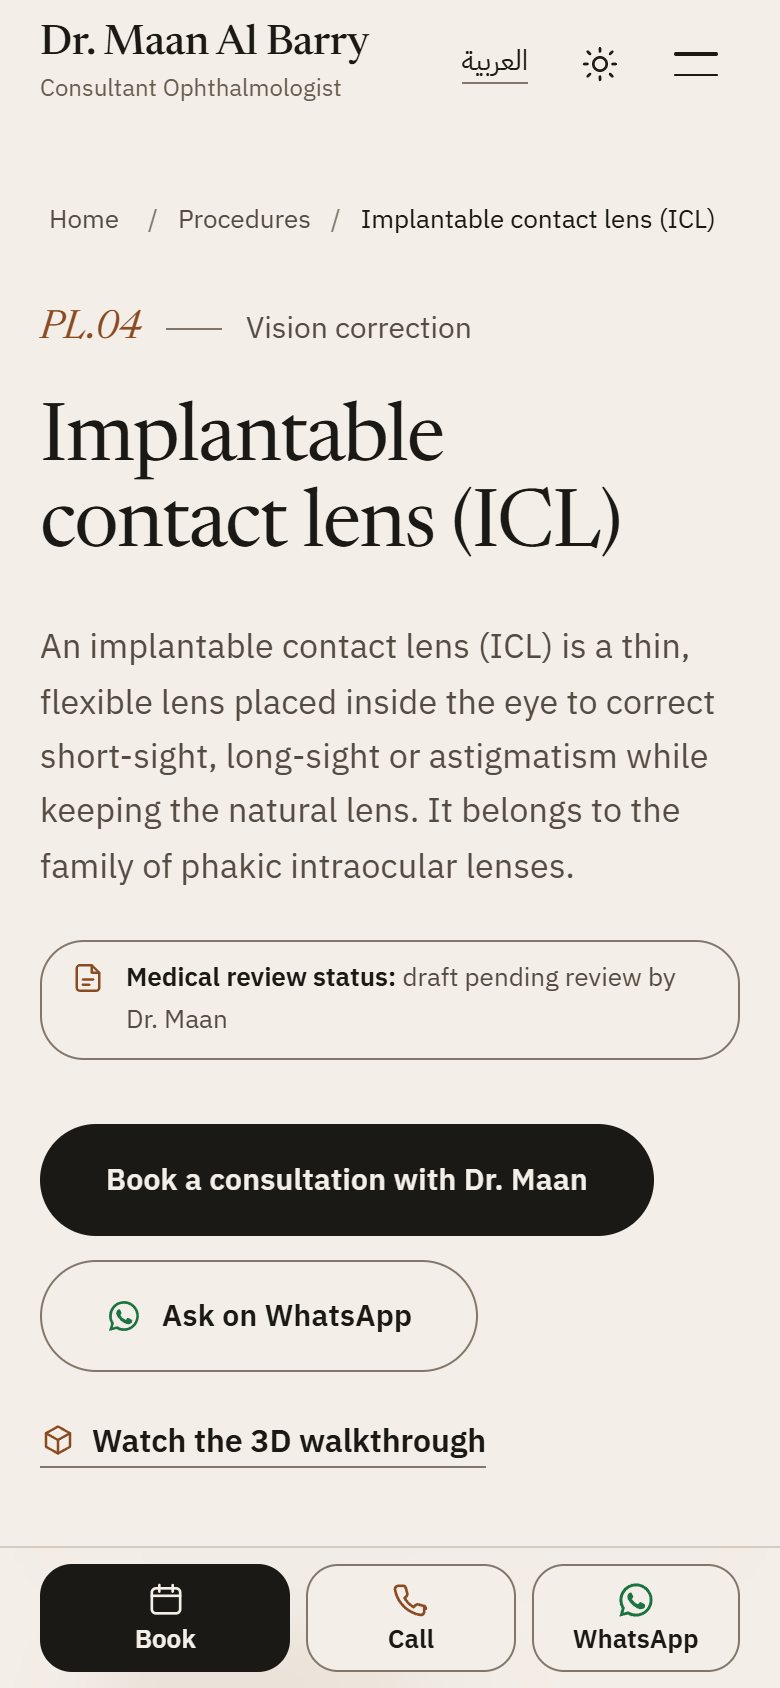 Dr. Maan Al Barry
Consultant Ophthalmologist
العربية
Home / Procedures / Implantable contact lens (ICL)
PL.04 — Vision correction
Implantable
contact lens (ICL)
An implantable contact lens (ICL) is a thin,
flexible lens placed inside the eye to correct
short-sight, long-sight or astigmatism while
keeping the natural lens. It belongs to the
family of phakic intraocular lenses.
Medical review status: draft pending review by
Dr. Maan
Book a consultation with Dr. Maan
Ask on WhatsApp
Watch the 3D walkthrough
Book
Call
WhatsApp